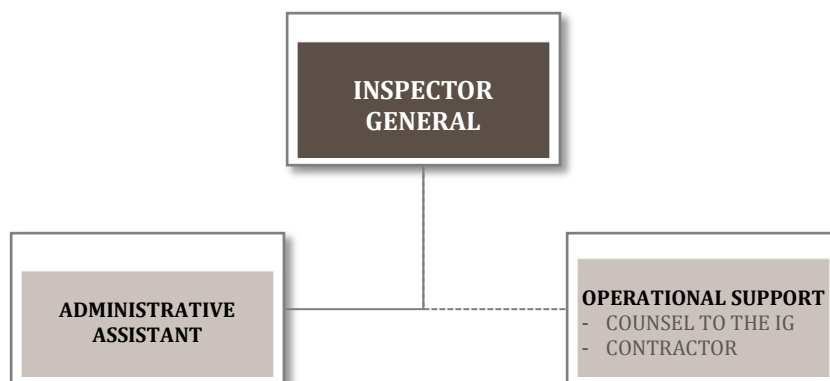 INSPECTOR
GENERAL
ADMINISTRATIVE
ASSISTANT
OPERATIONAL SUPPORT
- COUNSEL TO THE IG
- CONTRACTOR